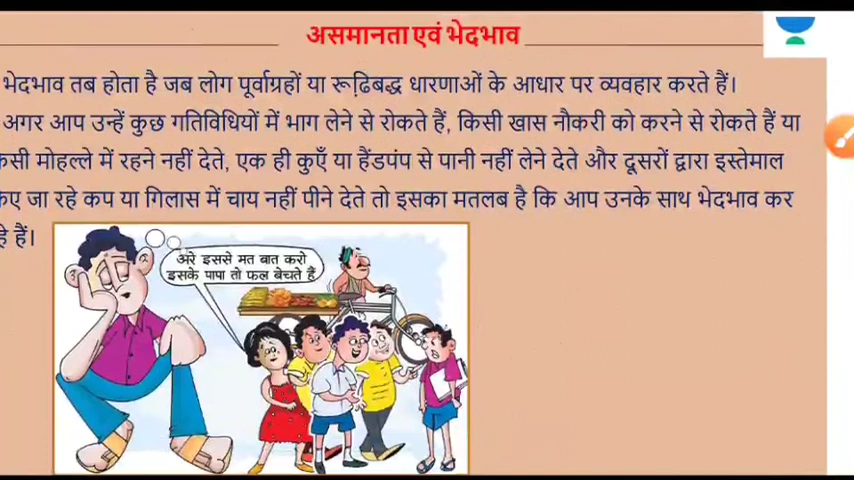 असमानता एवं भेदभाव
भेदभाव तब होता है जब लोग पूर्वाग्रहों या रूढ़िबद्ध धारणाओं के आधार पर व्यवहार करते हैं।
अगर आप उन्हें कुछ गतिविधियों में भाग लेने से रोकते हैं, किसी खास नौकरी को करने से रोकते हैं या
मोहल्ले में रहने नहीं देते, एक ही कुएँ या हैंडपंप से पानी नहीं लेने देते और दूसरों द्वारा इस्तेमाल
जा रहे कप या गिलास में चाय नहीं पीने देते तो इसका मतलब है कि आप उनके साथ भेदभाव कर
हैं।
अरे इससे मत बात करो
इसके पापा तो फल बेचते हैं